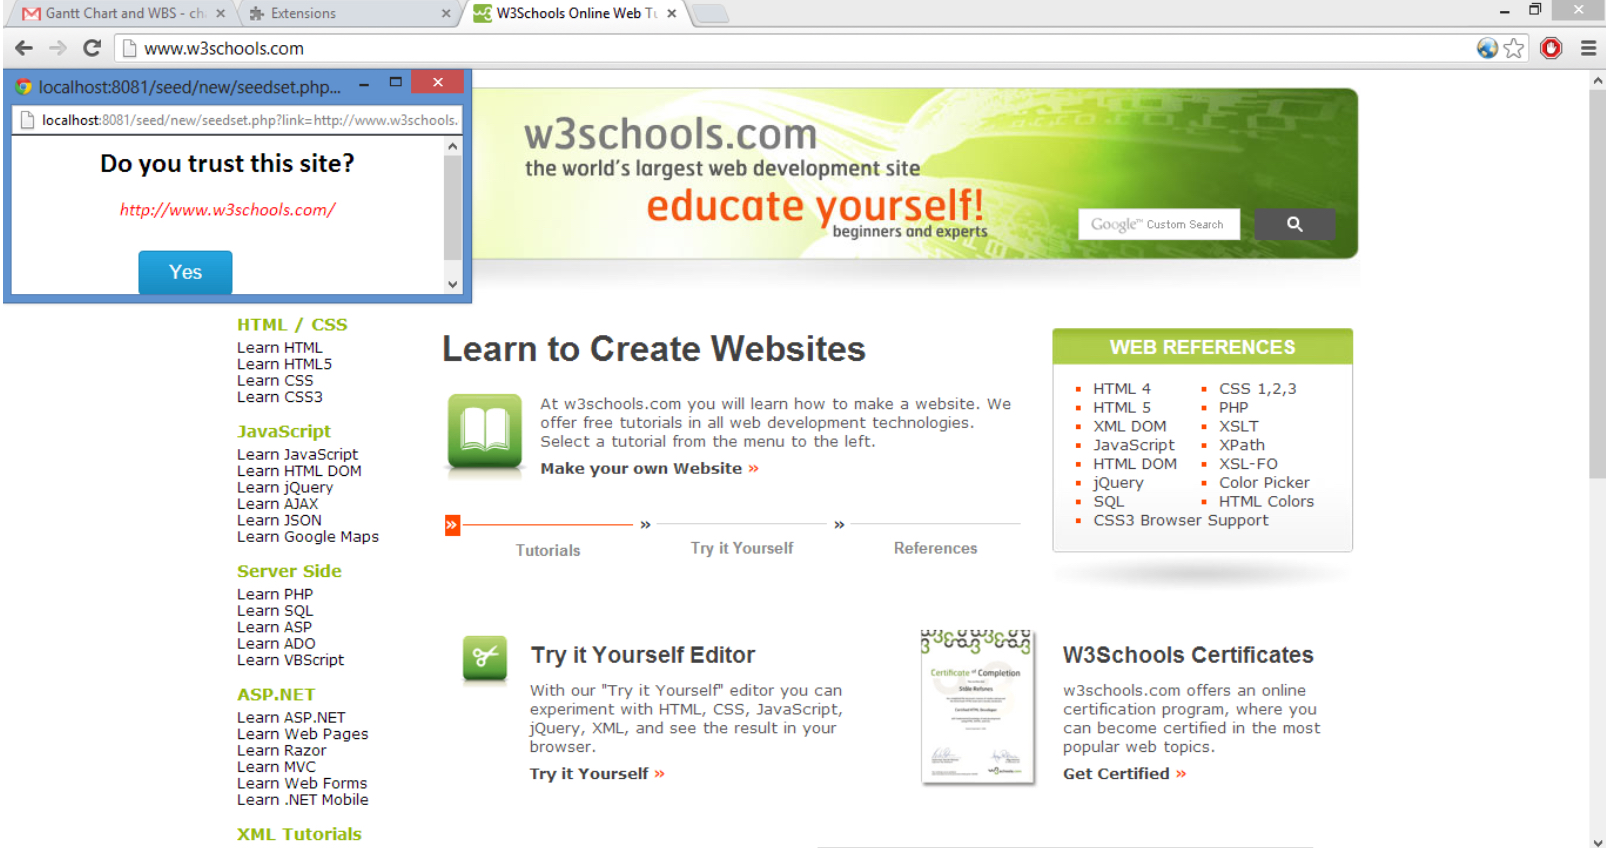 Gantt Chart and WBS - ch
Extensions
W3Schools Online Web Tu
www.w3schools.com
localhost:8081/seed/new/seedset.php...
localhost:8081/seed/new/seedset.php?link=http://www.w3schools.
Do you trust this site?
http://www.w3schools.com/
Yes
w3schools.com
the world's largest web development site
educate yourself!
beginners and experts
Google™ Custom Search
HTML / CSS
Learn HTML
Learn HTML5
Learn CSS
Learn CSS3
JavaScript
Learn JavaScript
Learn HTML DOM
Learn jQuery
Learn AJAX
Learn JSON
Learn Google Maps
Server Side
Learn PHP
Learn SQL
Learn ASP
Learn ADO
Learn VBScript
ASP.NET
Learn ASP.NET
Learn Web Pages
Learn Razor
Learn MVC
Learn Web Forms
Learn .NET Mobile
XML Tutorials
Learn to Create Websites
At w3schools.com you will learn how to make a website. We
offer free tutorials in all web development technologies.
Select a tutorial from the menu to the left.
Make your own Website »
» » »
Tutorials Try it Yourself References
Try it Yourself Editor
With our "Try it Yourself" editor you can
experiment with HTML, CSS, JavaScript,
jQuery, XML, and see the result in your
browser.
Try it Yourself »
Certificate of Completion
W3Schools Certificates
w3schools.com offers an online
certification program, where you
can become certified in the most
popular web topics.
Get Certified »
WEB REFERENCES
HTML 4
HTML 5
XML DOM
JavaScript
HTML DOM
jQuery
SQL
CSS3 Browser Support
CSS 1,2,3
PHP
XSLT
XPath
XSL-FO
Color Picker
HTML Colors